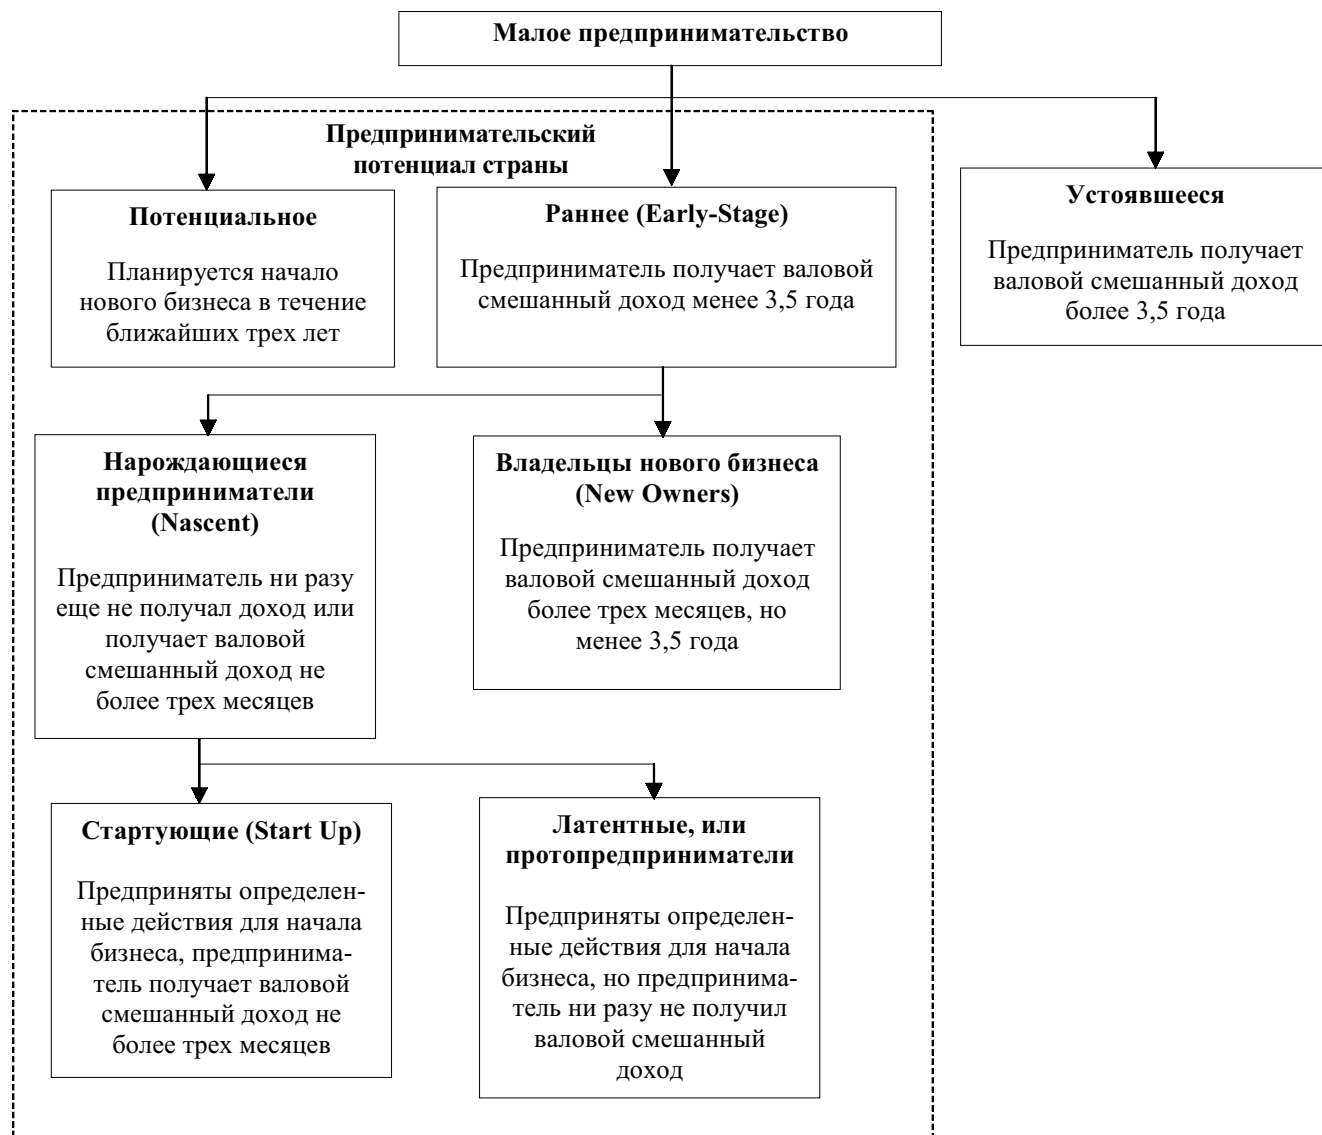 Малое предпринимательство
Предпринимательский
потенциал страны
Потенциальное
Планируется начало
нового бизнеса в течение
ближайших трех лет
Раннее (Early-Stage)
Предприниматель получает валовой
смешанный доход менее 3,5 года
Устоявшееся
Предприниматель получает
валовой смешанный доход
более 3,5 года
Нарождающиеся
предприниматели
(Nascent)
Предприниматель ни разу
еще не получал доход или
получает валовой
смешанный доход не
более трех месяцев
Владельцы нового бизнеса
(New Owners)
Предприниматель получает
валовой смешанный доход
более трех месяцев, но
менее 3,5 года
Стартующие (Start Up)
Предприняты определен-
ные действия для начала
бизнеса, предпринима-
тель получает валовой
смешанный доход не
более трех месяцев
Латентные, или
протопредприниматели
Предприняты определен-
ные действия для начала
бизнеса, но предпринима-
тель ни разу не получил
валовой смешанный
доход